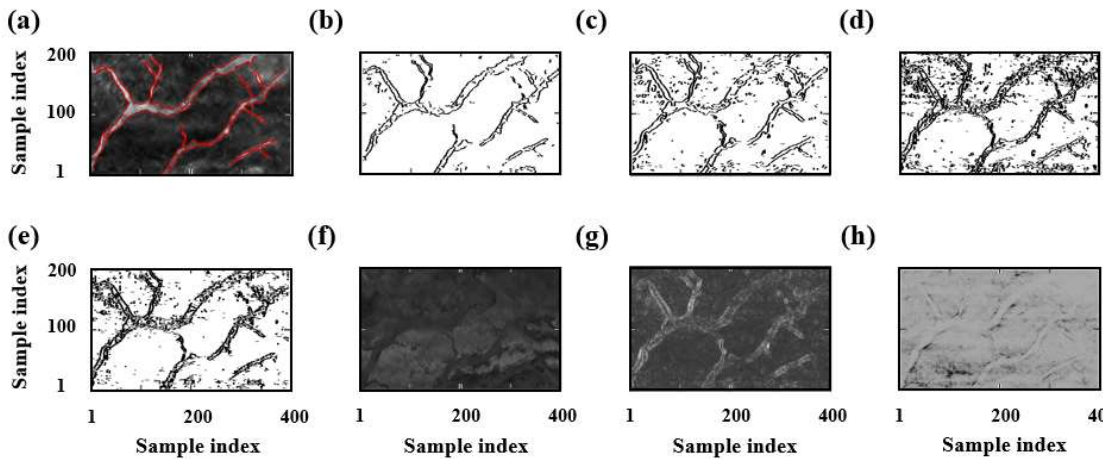 (a) (b) (c) (d)
Sample index
200
100
1
(e) (f) (g) (h)
Sample index
200
100
1
1 200 400 1 200 400 1 200 400 1 200 40
Sample index Sample index Sample index Sample index